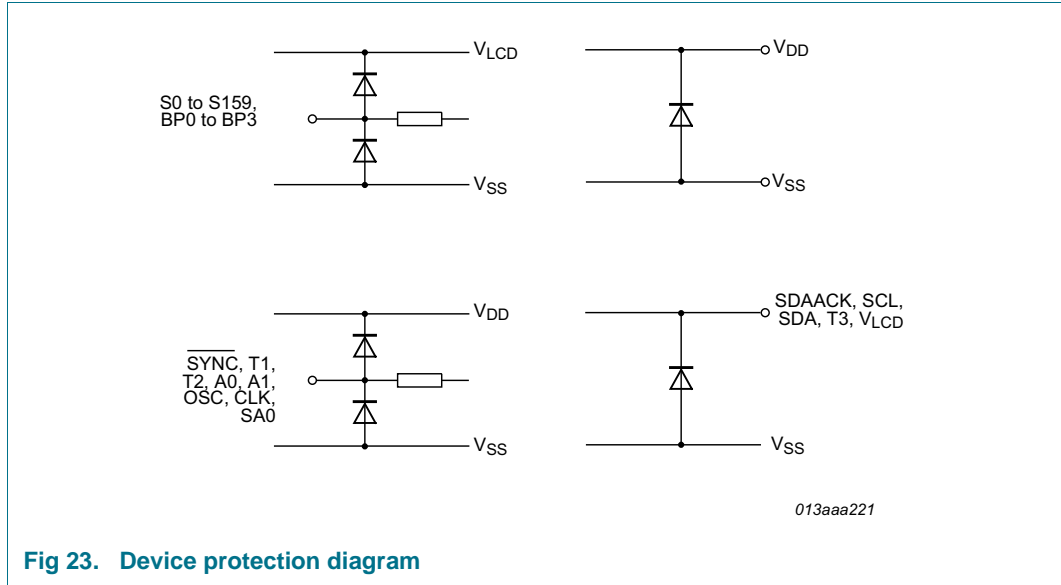 VLCD
S0 to S159,
BP0 to BP3
VSS
VDD
VSS
VDD
SYNC, T1,
T2, A0, A1,
OSC, CLK,
SA0
VSS
SDAACK, SCL,
SDA, T3, VLCD
VSS
013aaa221
Fig 23. Device protection diagram